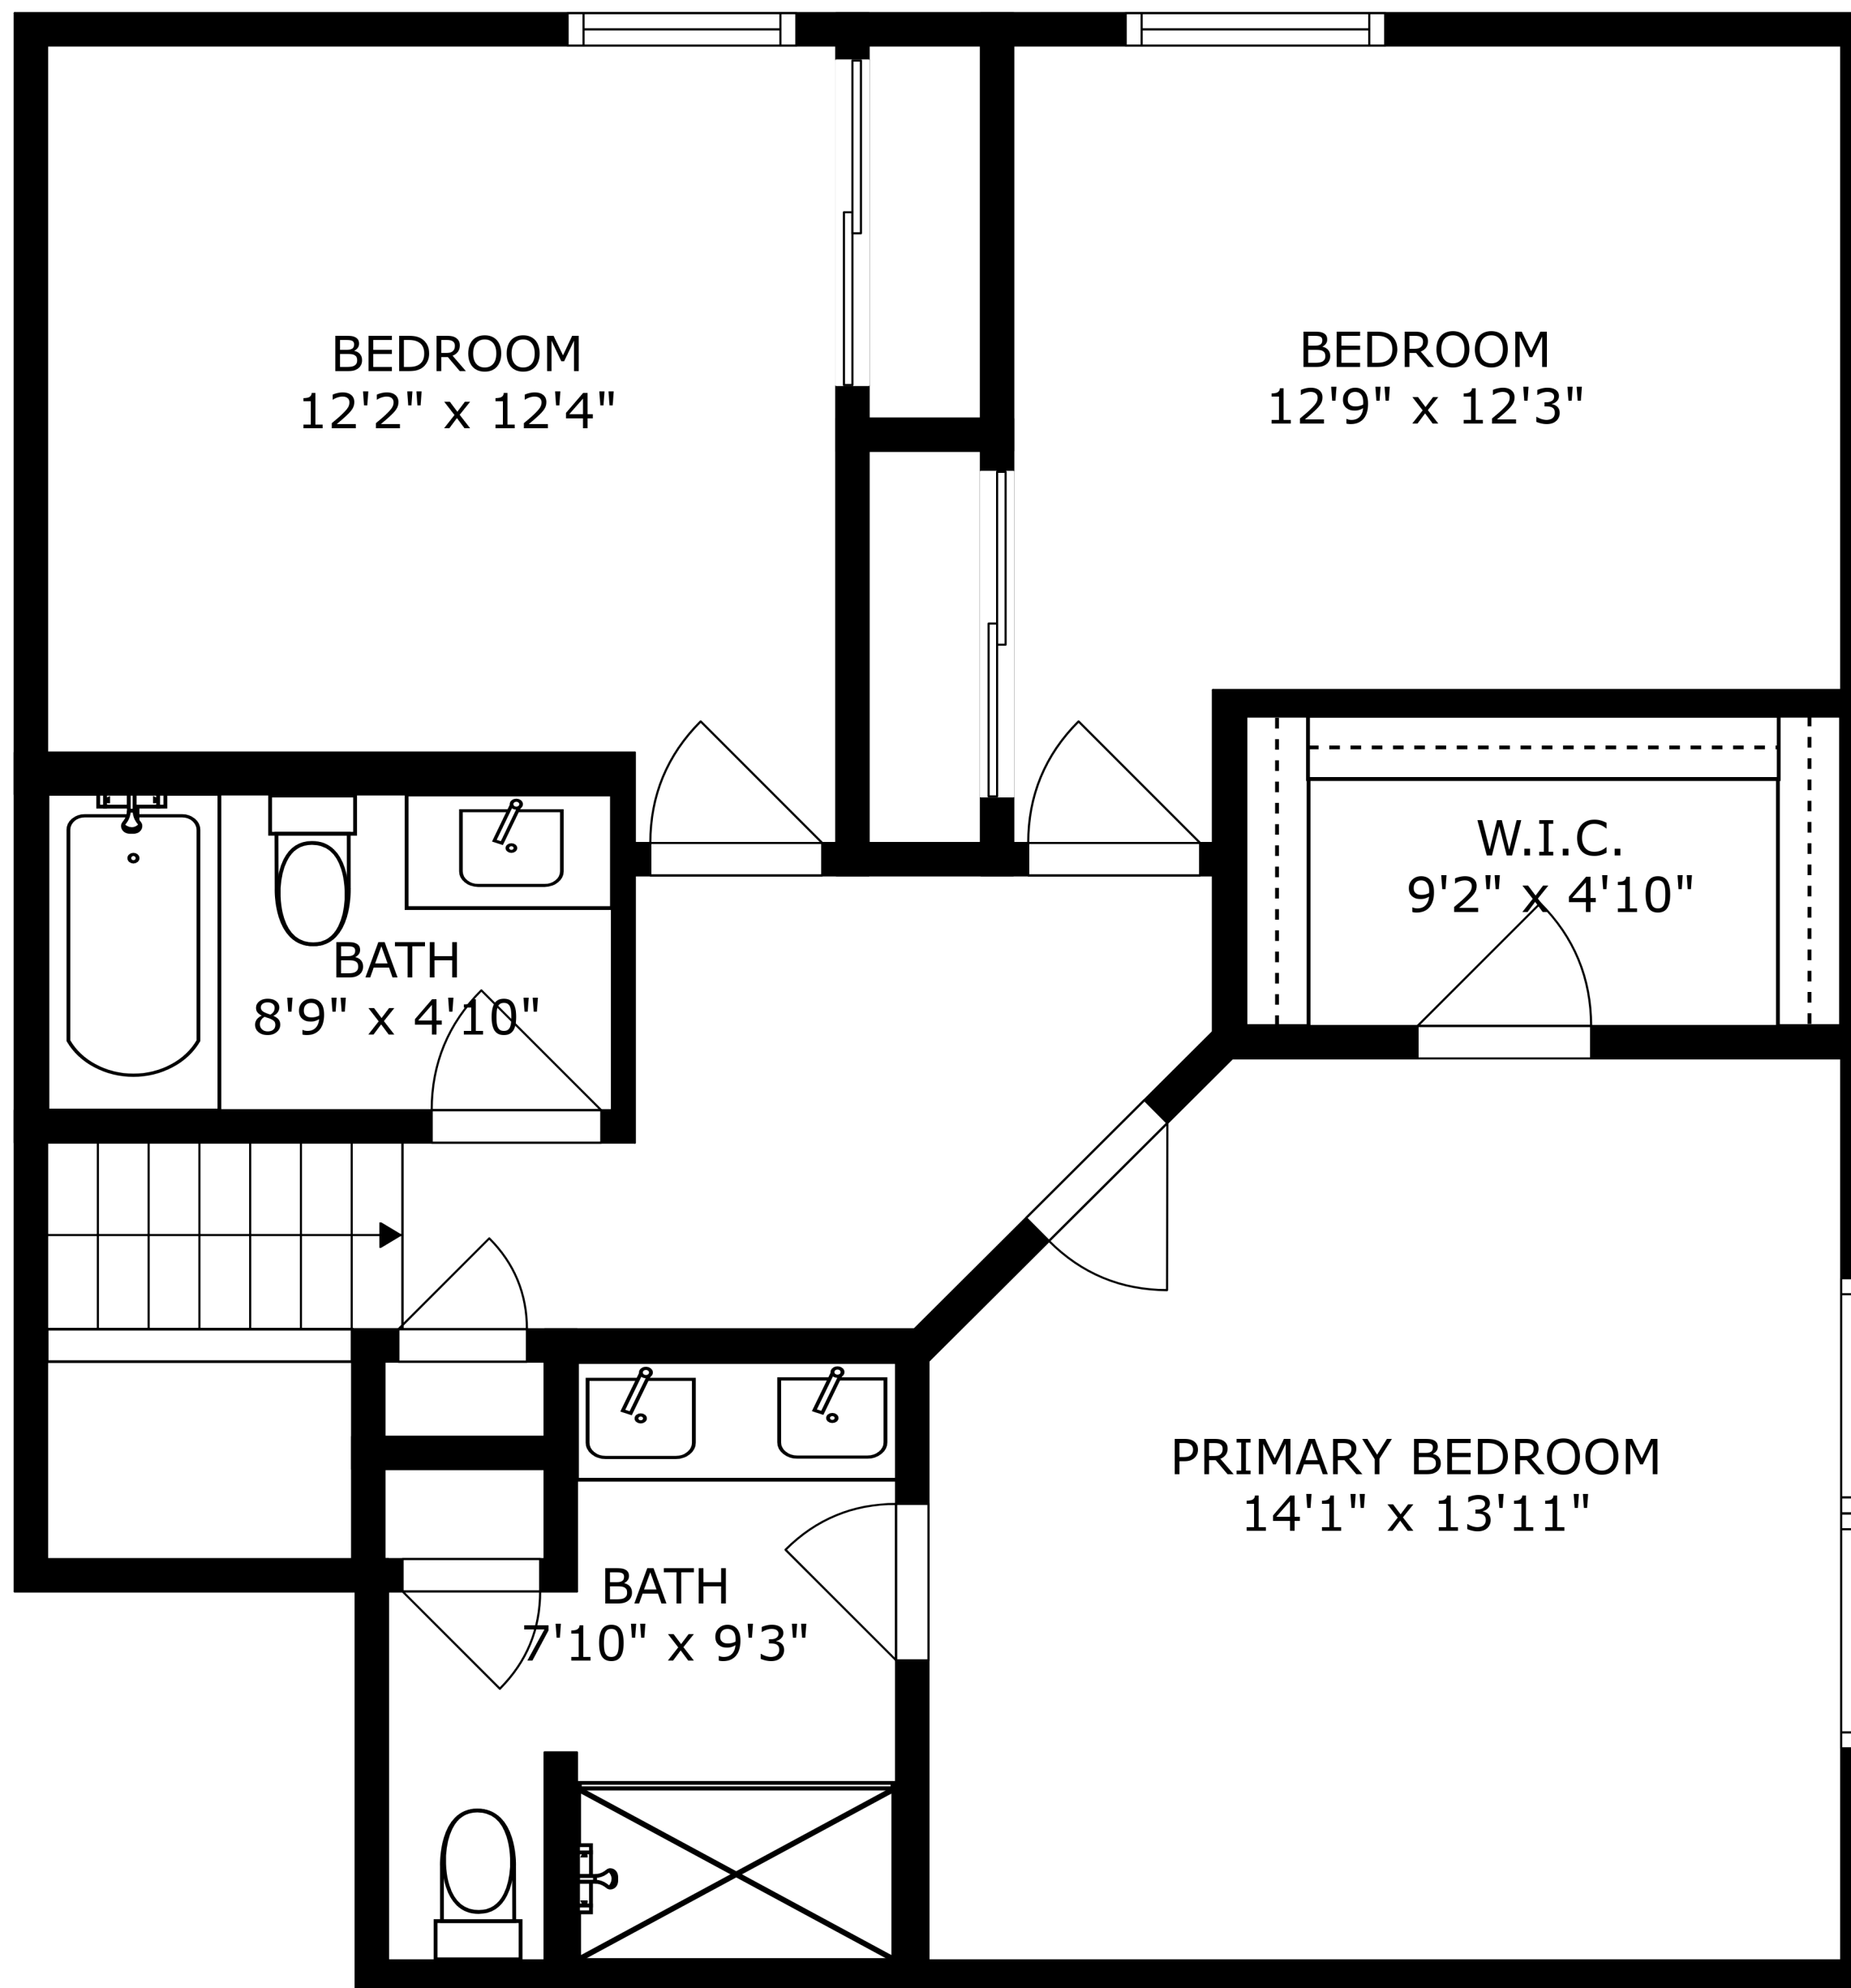 BEDROOM
12'2" x 12'4"
BEDROOM
12'9" x 12'3"
W.I.C.
9'2" x 4'10"
BATH
8'9" x 4'10"
PRIMARY BEDROOM
14'1" x 13'11"
BATH
7'10" x 9'3"